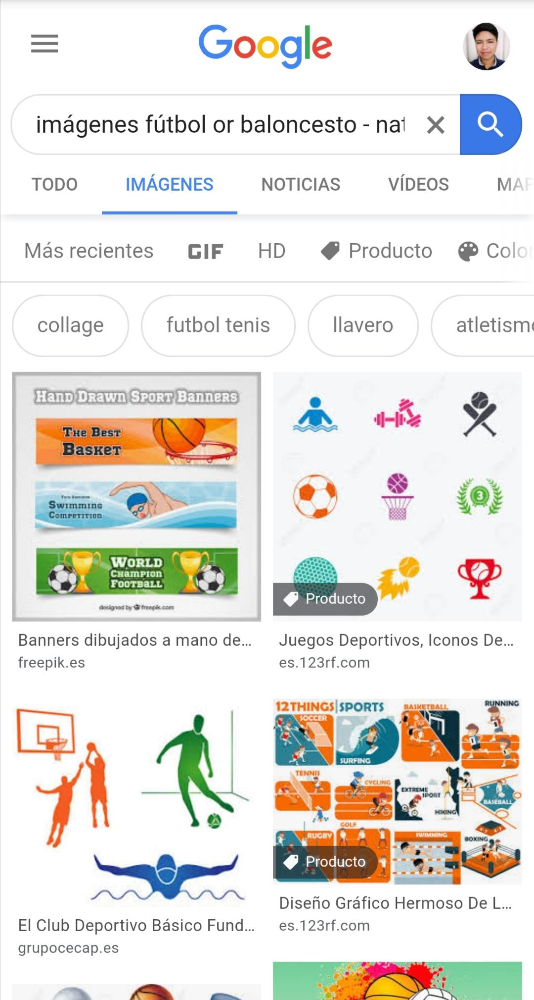 Google
imágenes fútbol or baloncesto - nat
TODO IMÁGENES NOTICIAS VÍDEOS MAP
Más recientes GIF HD Producto Color
collage futbol tenis llavero atletismo
Hand Drawn Sport Banners
The Best
Basket
Swimming
Competition
World
Champion
Football
designed by freepik.com
3
Producto
Banners dibujados a mano de...
freepik.es
Juegos Deportivos, Iconos De...
es.123rf.com
El Club Deportivo Básico Fund...
grupocecap.es
12 THINGS | SPORTS
SOCCER
SURFING
BASKETBALL
RUNNING
TENNIS
CYCLING
EXTREME
SPORT
HIKING
BASEBALL
RUGBY
GOLF
SWIMMING
BOXING
Producto
Diseño Gráfico Hermoso De L...
es.123rf.com